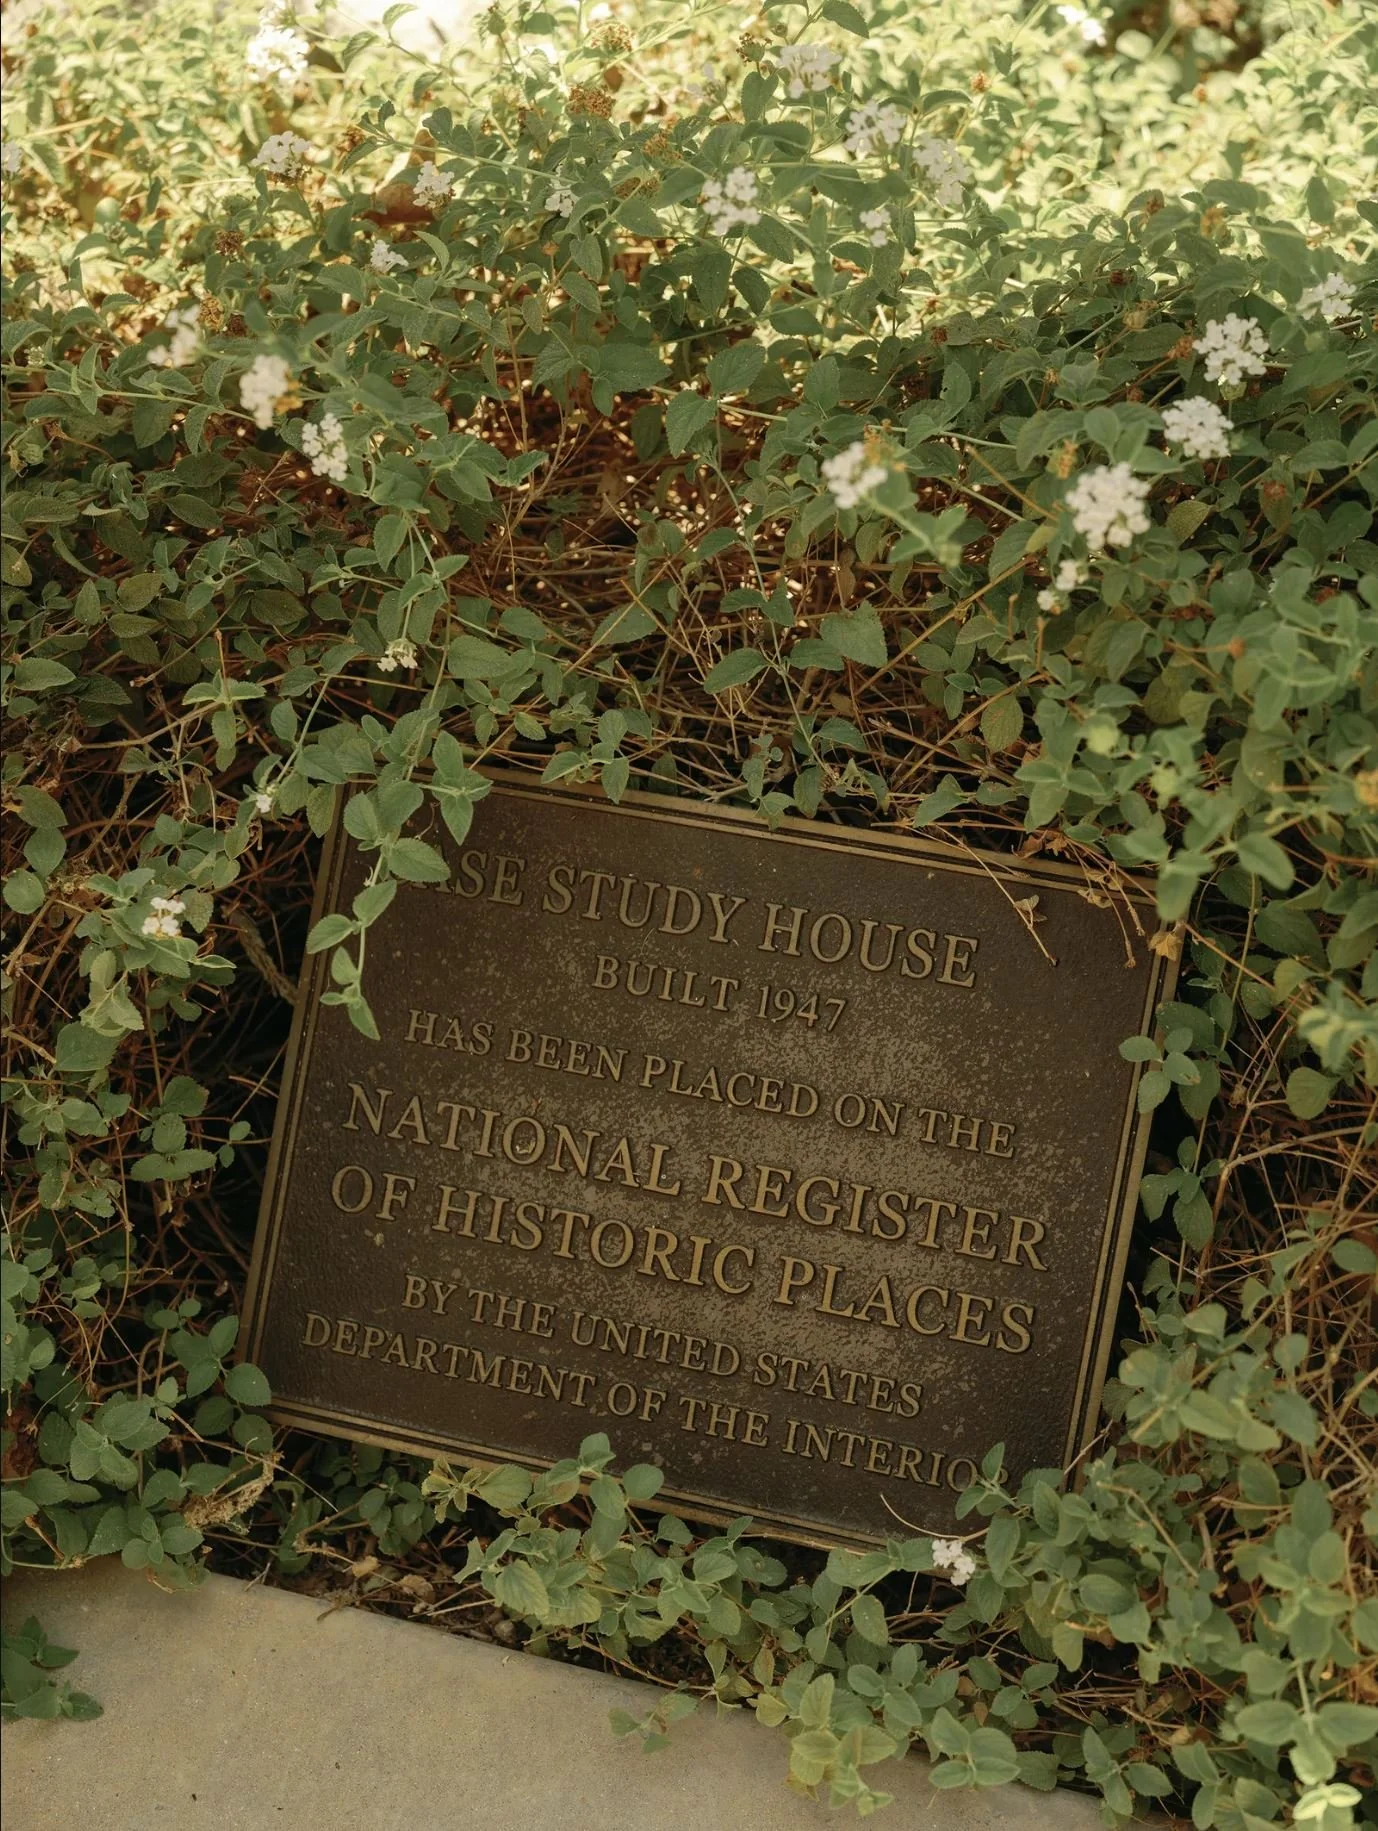 ASE STUDY HOUSE
BUILT 1947
HAS BEEN PLACED ON THE
NATIONAL REGISTER
OF HISTORIC PLACES
BY THE UNITED STATES
DEPARTMENT OF THE INTERIOR